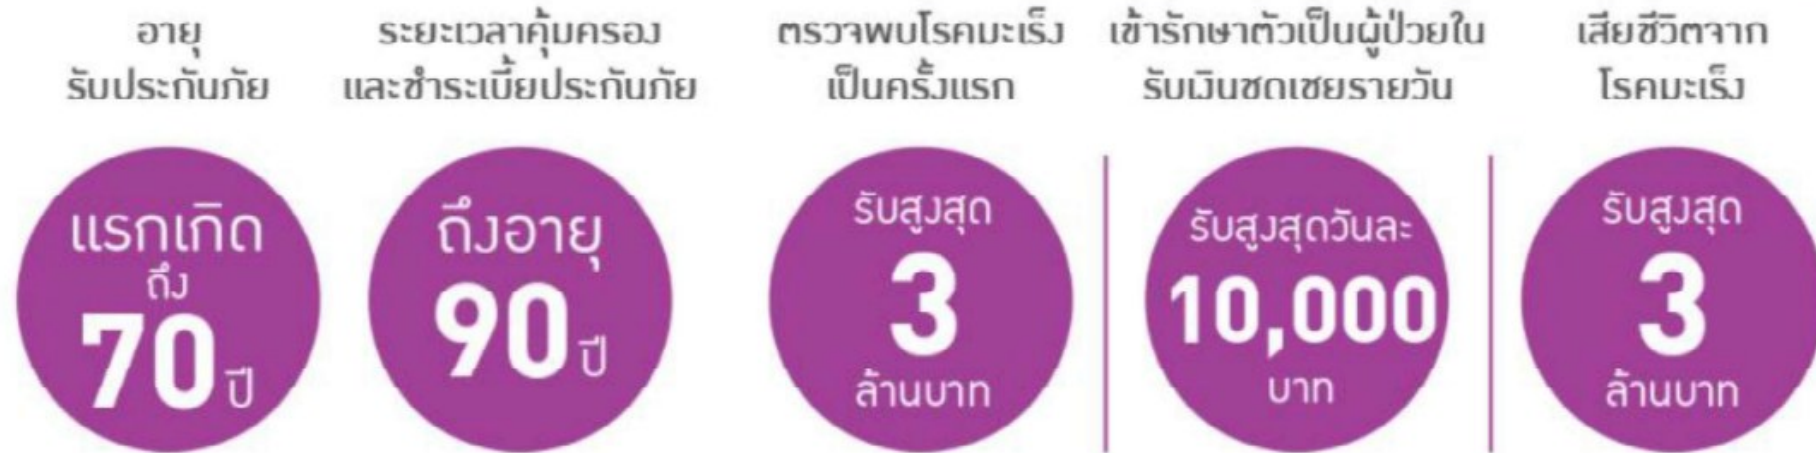 อายุ
รับประกันภัย
แรกเกิด
ถึง
70 ปี
ระยะเวลาคุ้มครอง
และชำระเบี้ยประกันภัย
ถึงอายุ
90 ปี
ตรวจพบโรคมะเร็ง
เป็นครั้งแรก
รับสูงสุด
3
ล้านบาท
เข้ารักษาตัวเป็นผู้ป่วยใน
รับเงินชดเชยรายวัน
รับสูงสุดวันละ
10,000
บาท
เสียชีวิตจาก
โรคมะเร็ง
รับสูงสุด
3
ล้านบาท